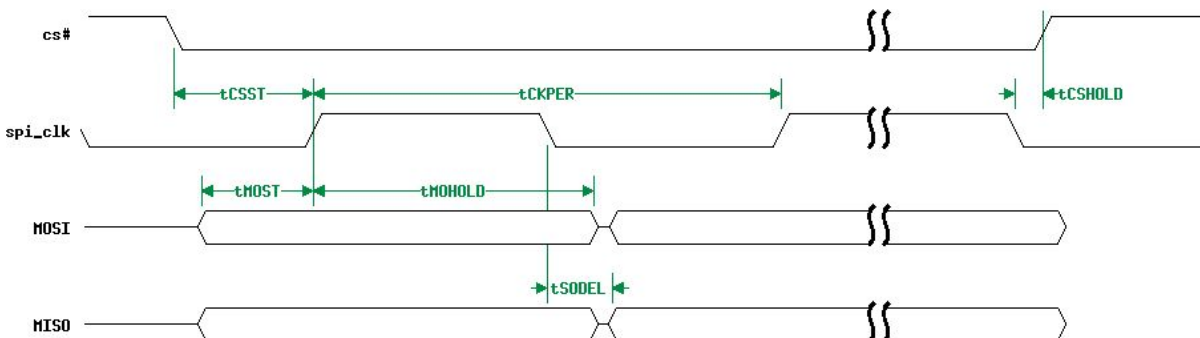 cs#
tCSST
tCKPER
tCSHOLD
spi_clk
tMOST
tMOHOLD
MOSI
tSODEL
MISO